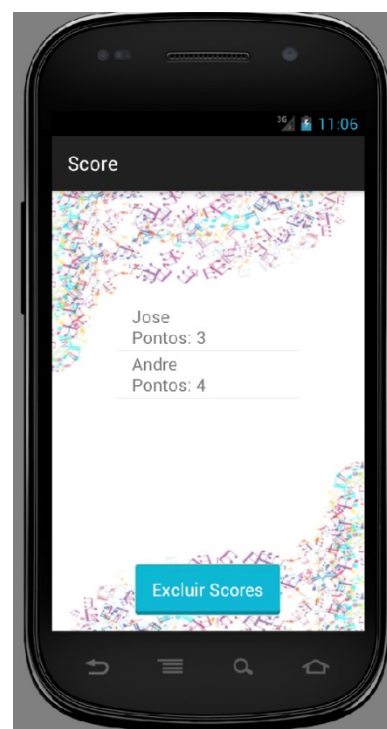 3G
11:06
Score
Jose
Pontos: 3
Andre
Pontos: 4
Excluir Scores